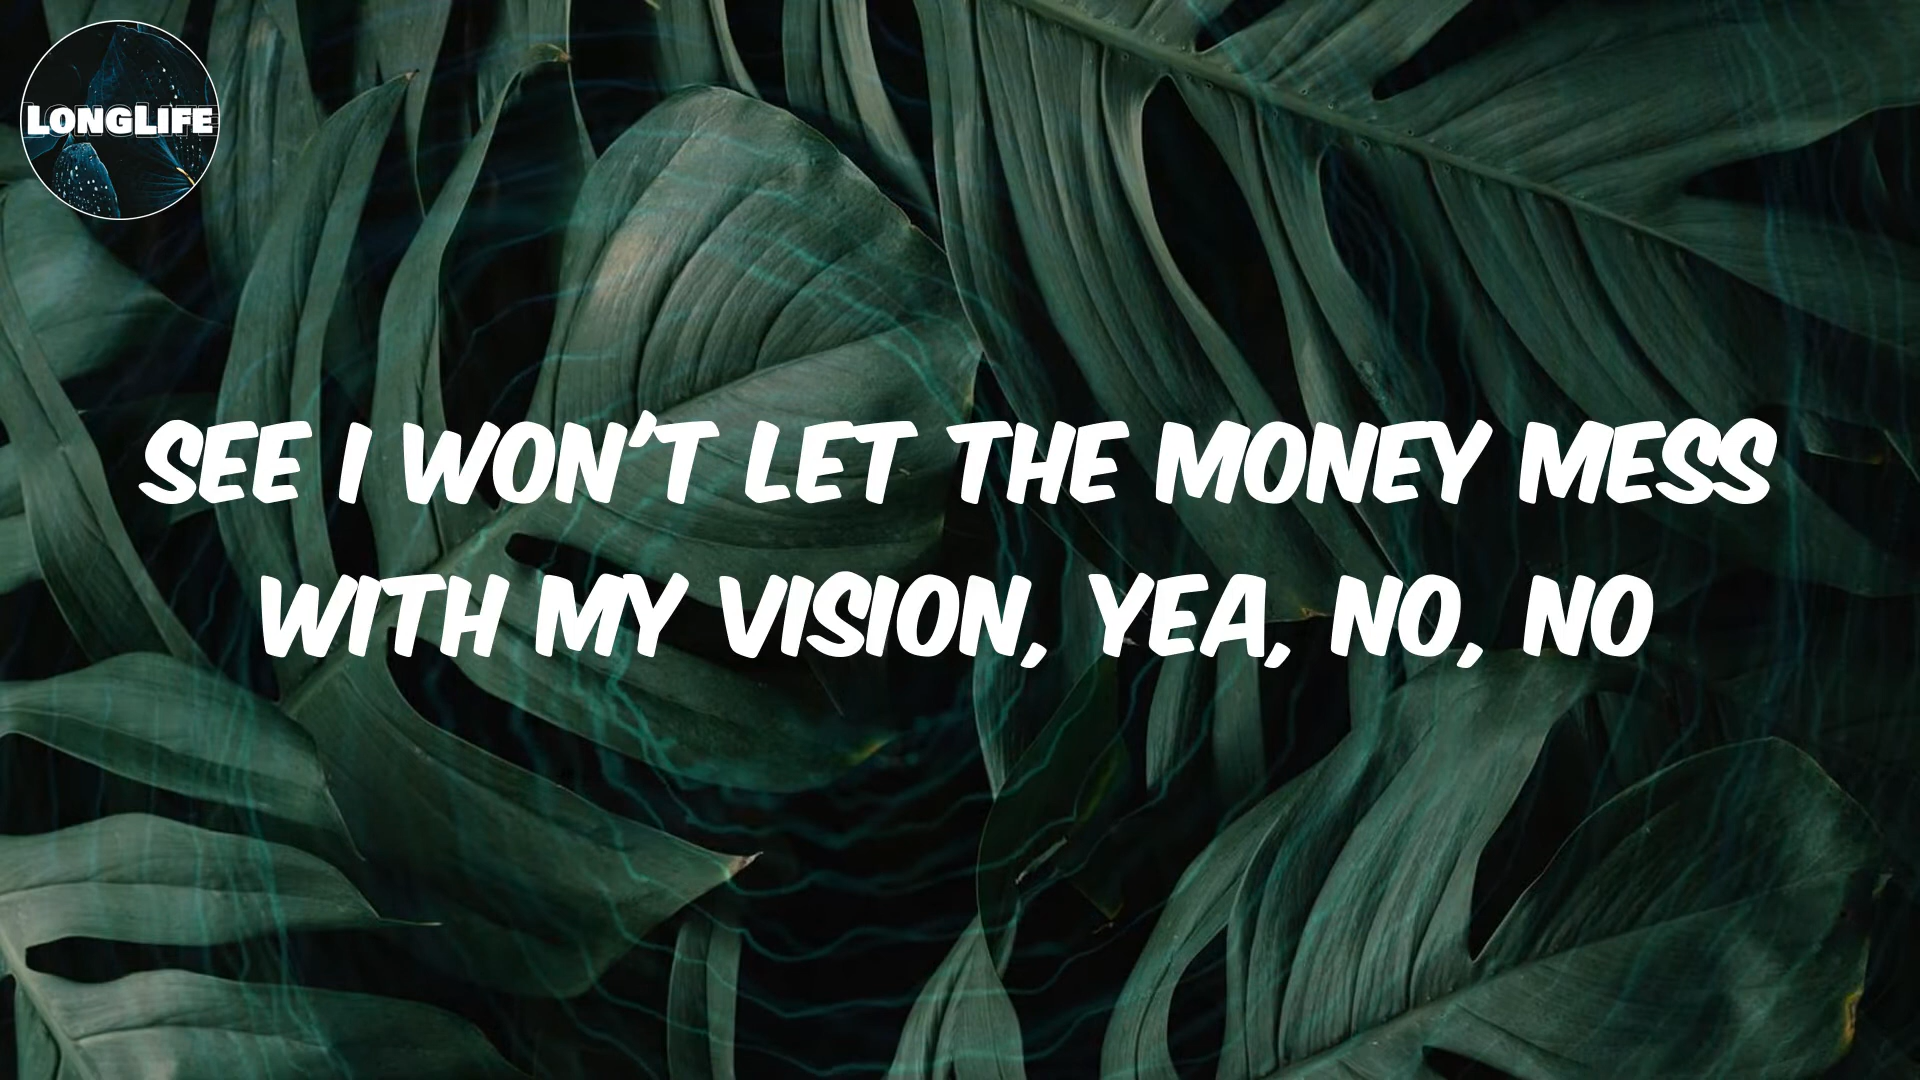 LONGLIFE
SEE I WON'T LET THE MONEY MESS
WITH MY VISION, YEA, NO, NO